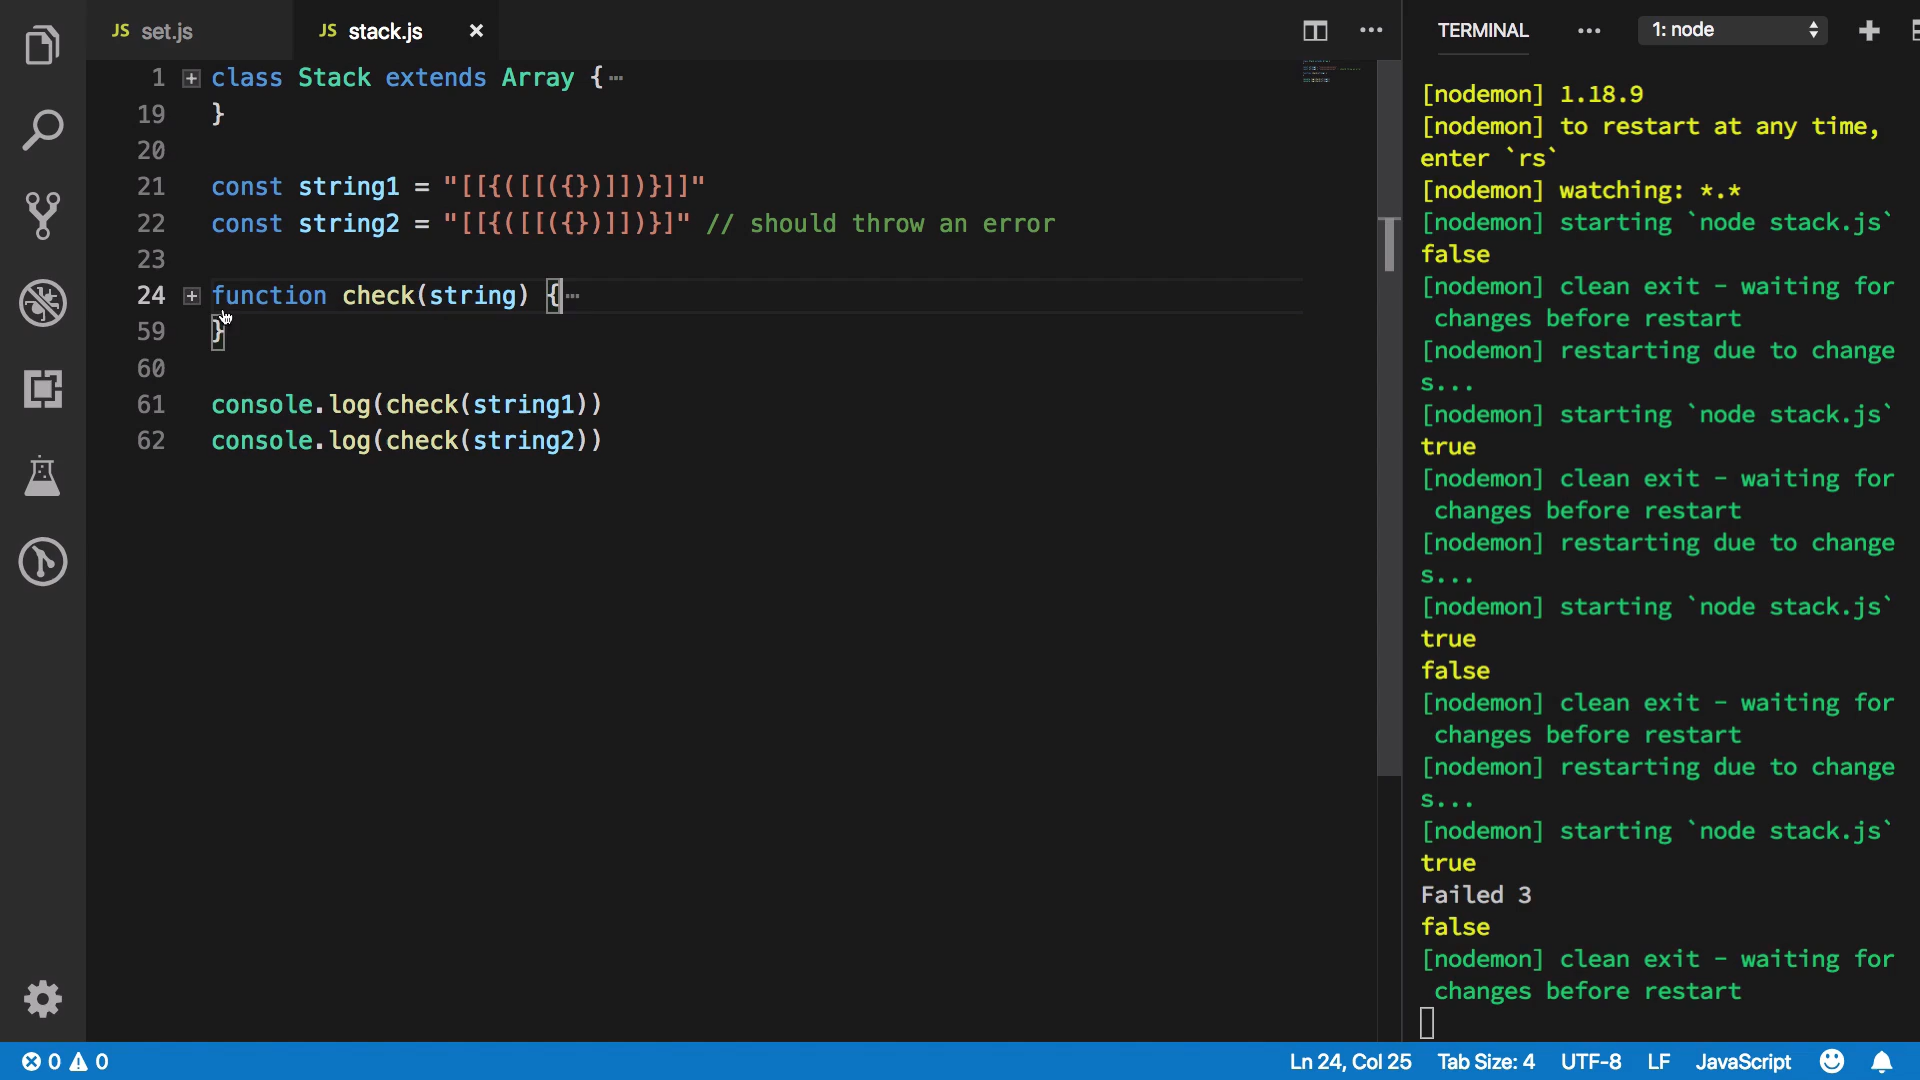 JS set.js
JS stack.js ×
TERMINAL ··· 1: node
1 class Stack extends Array {
19 }
20
21 const string1 = "[[{([[({})]])}]]"
22 const string2 = "[[{([[({})]])}]" // should throw an error
23
24 function check(string) {
59 }
60
61 console.log(check(string1))
62 console.log(check(string2))
[nodemon] 1.18.9
[nodemon] to restart at any time,
enter `rs`
[nodemon] watching: *.*
[nodemon] starting `node stack.js`
false
[nodemon] clean exit - waiting for
changes before restart
[nodemon] restarting due to change
s...
[nodemon] starting `node stack.js`
true
[nodemon] clean exit - waiting for
changes before restart
[nodemon] restarting due to change
s...
[nodemon] starting `node stack.js`
true
false
[nodemon] clean exit - waiting for
changes before restart
[nodemon] restarting due to change
s...
[nodemon] starting `node stack.js`
true
Failed 3
false
[nodemon] clean exit - waiting for
changes before restart
0 0 Ln 24, Col 25 Tab Size: 4 UTF-8 LF JavaScript